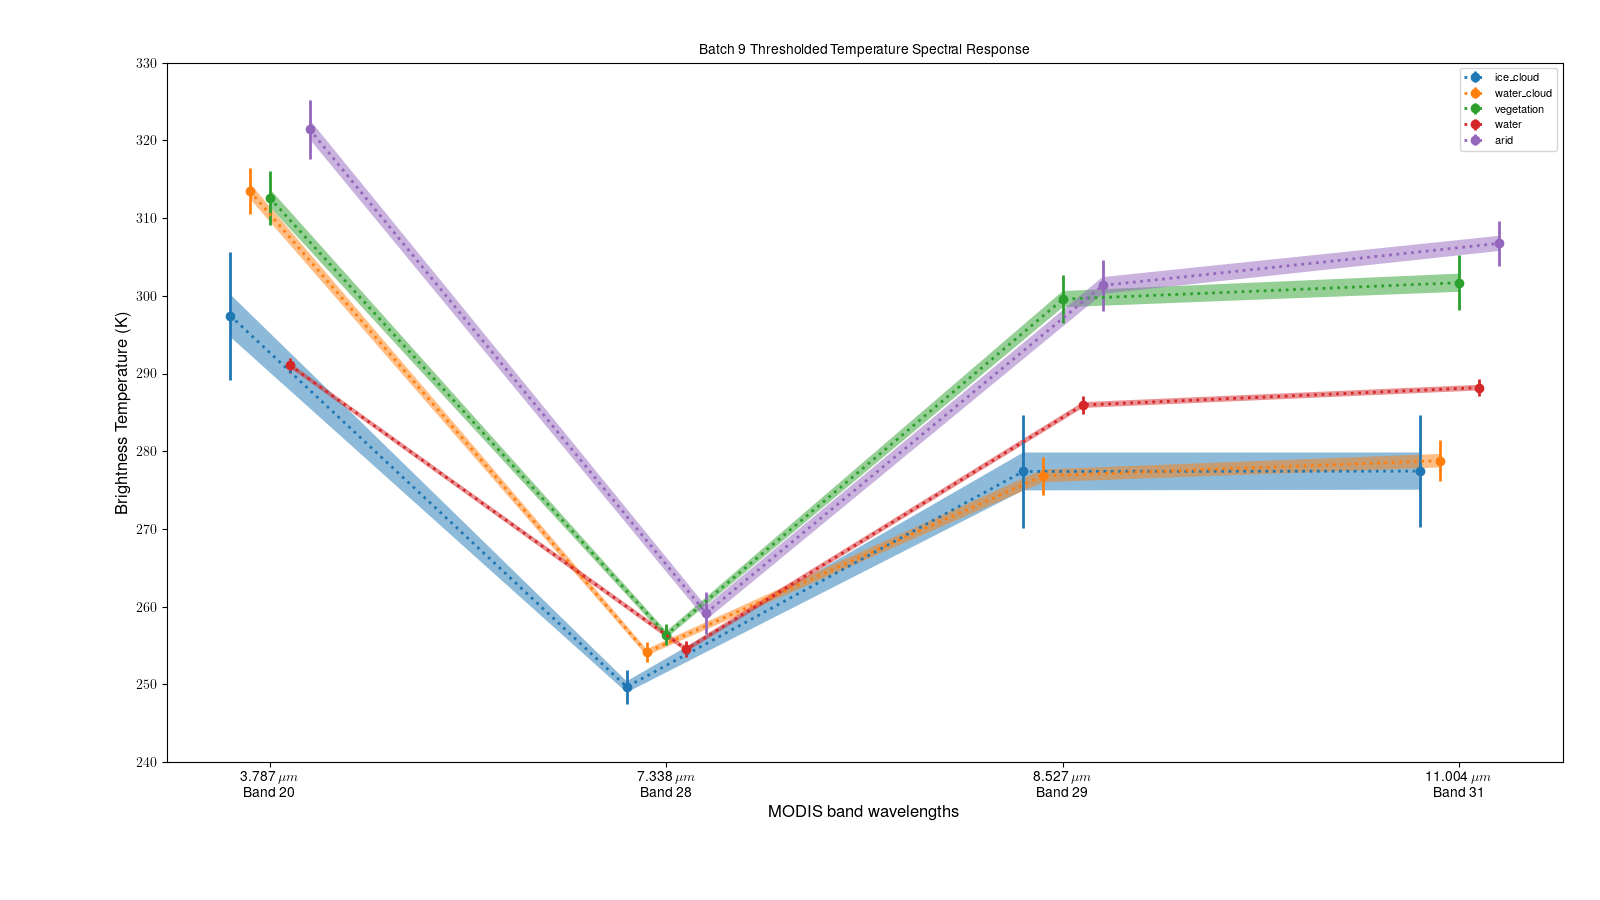 Batch 9 Thresholded Temperature Spectral Response
330
320
310
300
290
280
270
260
250
240
Brightness Temperature (K)
ice_cloud
water_cloud
vegetation
water
arid
3.787 μm
Band 20
7.338 μm
Band 28
8.527 μm
Band 29
11.004 μm
Band 31
MODIS band wavelengths